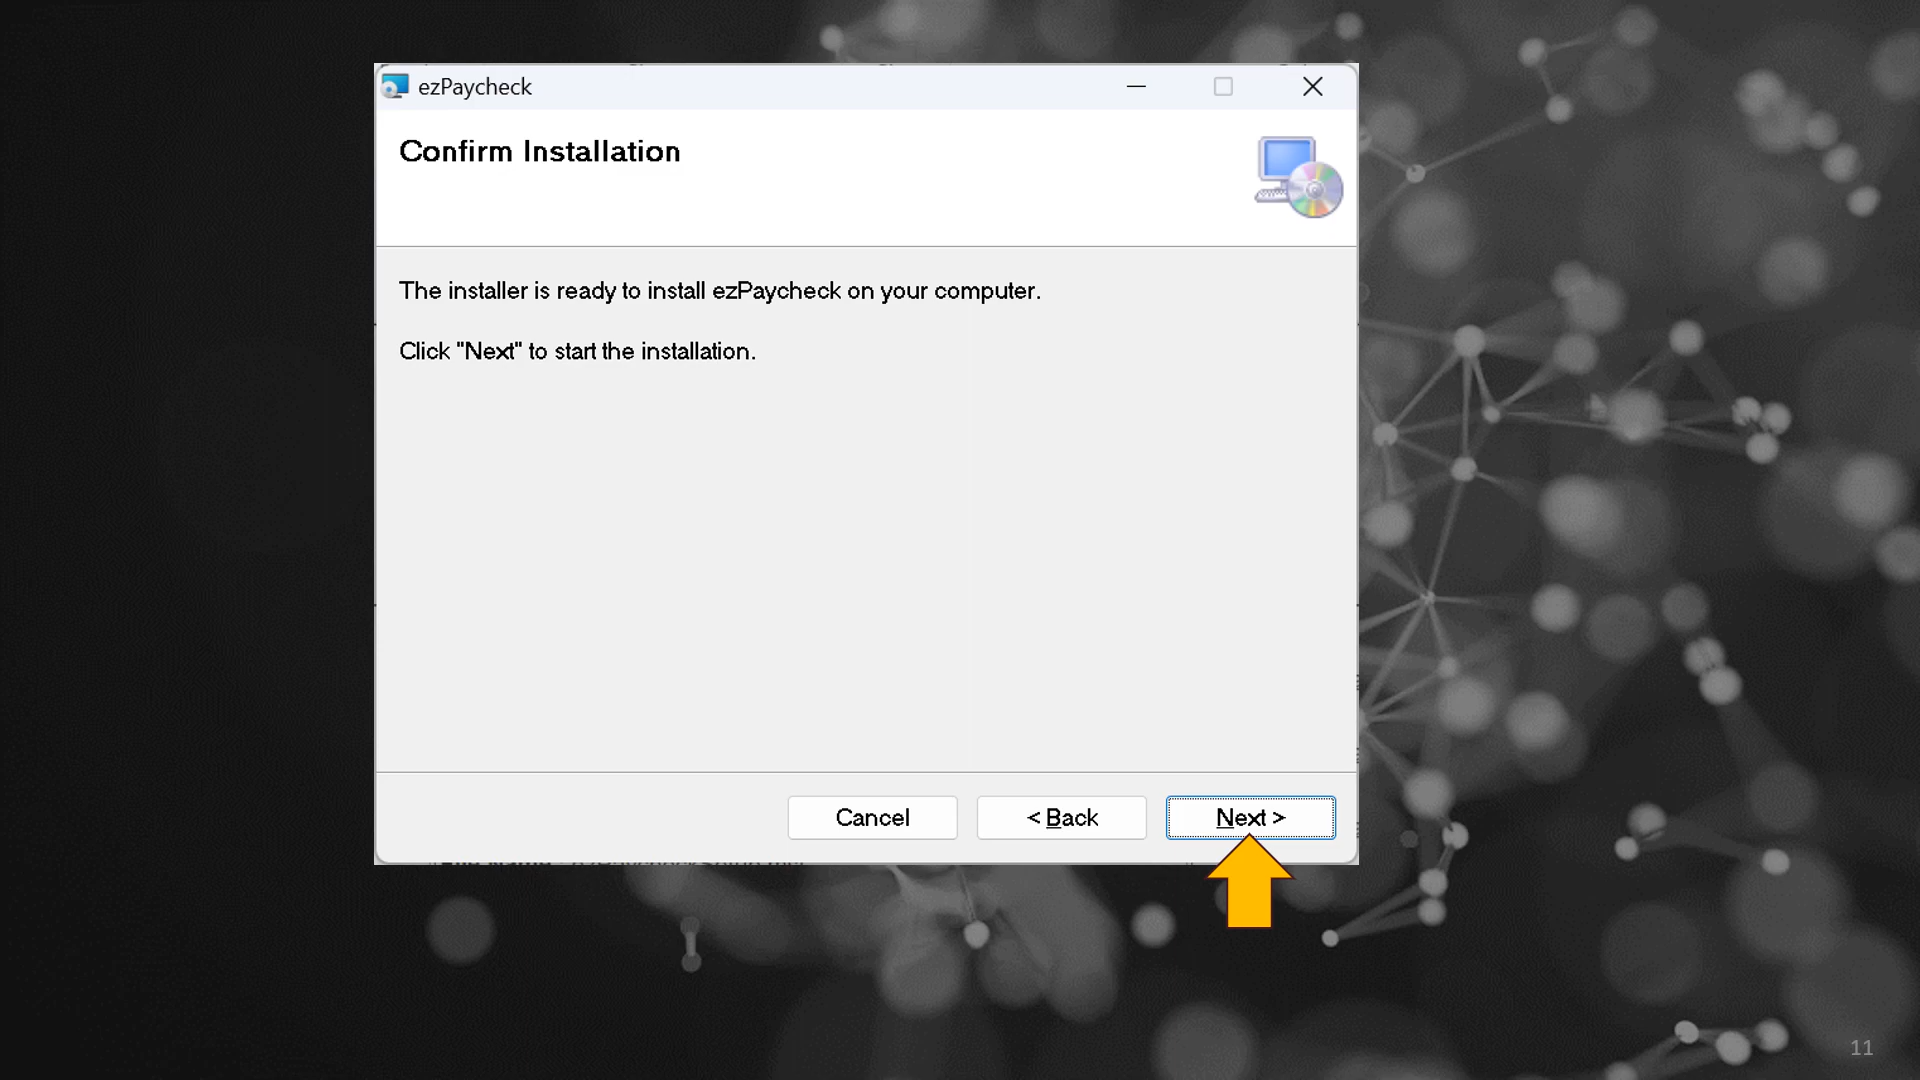 ezPaycheck
Confirm Installation
The installer is ready to install ezPaycheck on your computer.
Click "Next" to start the installation.
Cancel
< Back
Next >
11